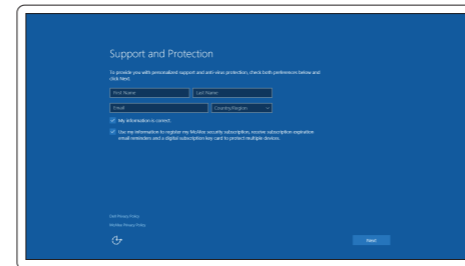 Support and Protection
To provide you with personalized support and anti-virus protection, check both preferences below and
click Next.
First Name
Last Name
Email
Country/Region
My information is correct.
Use my information to register my McAfee security subscription, receive subscription expiration
email reminders and a digital subscription key card to protect multiple devices.
Dell Privacy Policy
McAfee Privacy Policy
Next